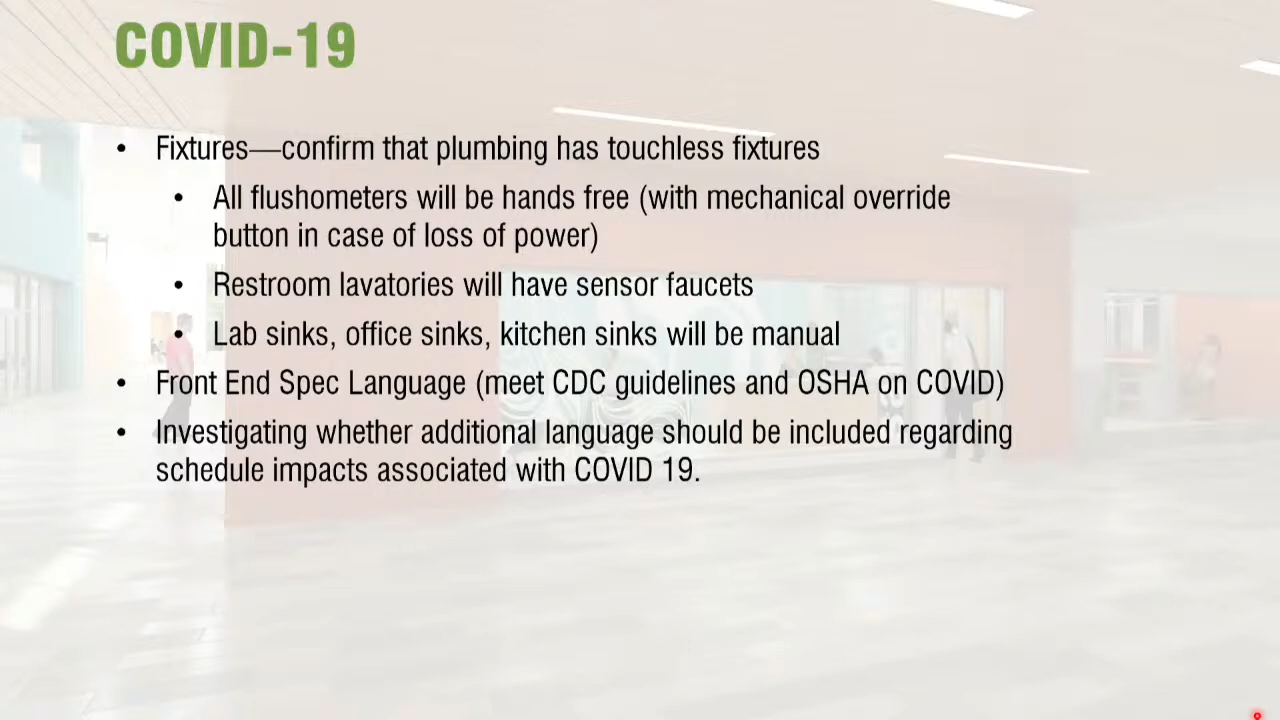 COVID-19
• Fixtures—confirm that plumbing has touchless fixtures
• All flushometers will be hands free (with mechanical override
button in case of loss of power)
• Restroom lavatories will have sensor faucets
• Lab sinks, office sinks, kitchen sinks will be manual
• Front End Spec Language (meet CDC guidelines and OSHA on COVID)
• Investigating whether additional language should be included regarding
schedule impacts associated with COVID 19.